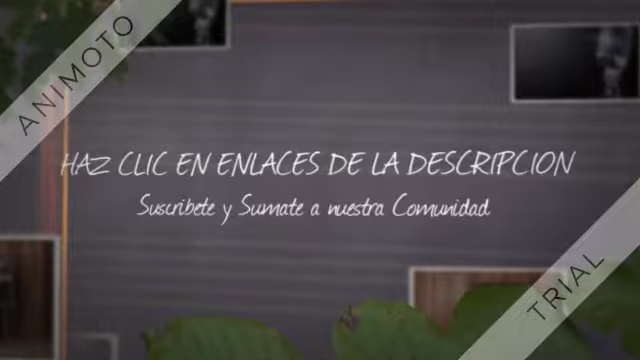 ANIMOTO
HAZ CLIC EN ENLACES DE LA DESCRIPCION
Suscribete y Sumate a nuestra Comunidad
TRIAL